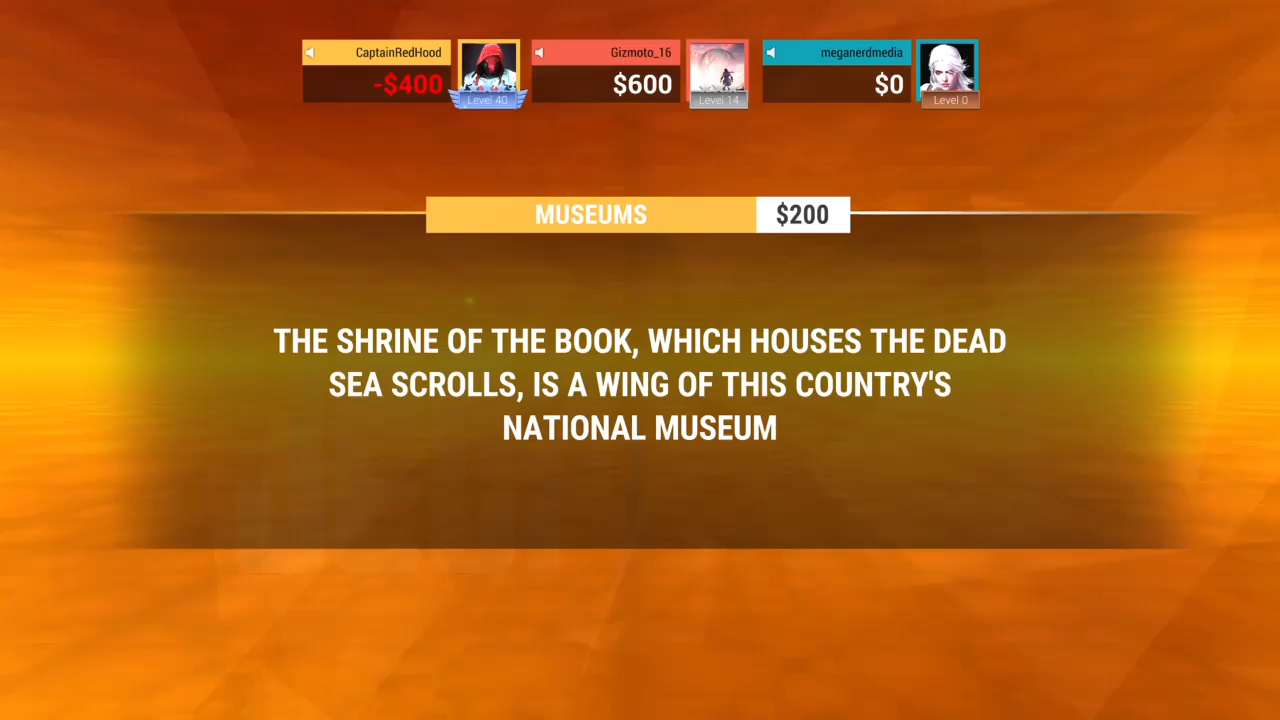 CaptainRedHood
-$400
Level 40
Gizmoto_16
$600
Level 14
meganerdmedia
$0
Level 0
MUSEUMS $200
THE SHRINE OF THE BOOK, WHICH HOUSES THE DEAD
SEA SCROLLS, IS A WING OF THIS COUNTRY'S
NATIONAL MUSEUM